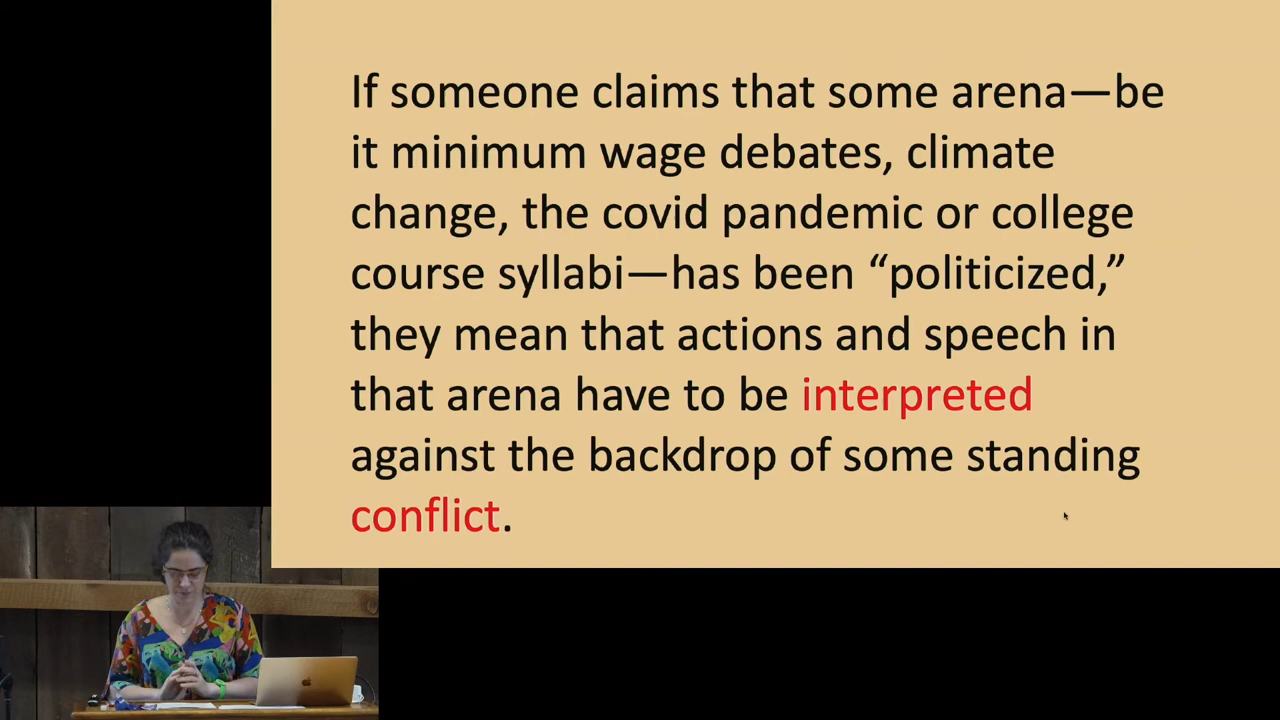 If someone claims that some arena—be
it minimum wage debates, climate
change, the covid pandemic or college
course syllabi—has been “politicized,”
they mean that actions and speech in
that arena have to be interpreted
against the backdrop of some standing
conflict.